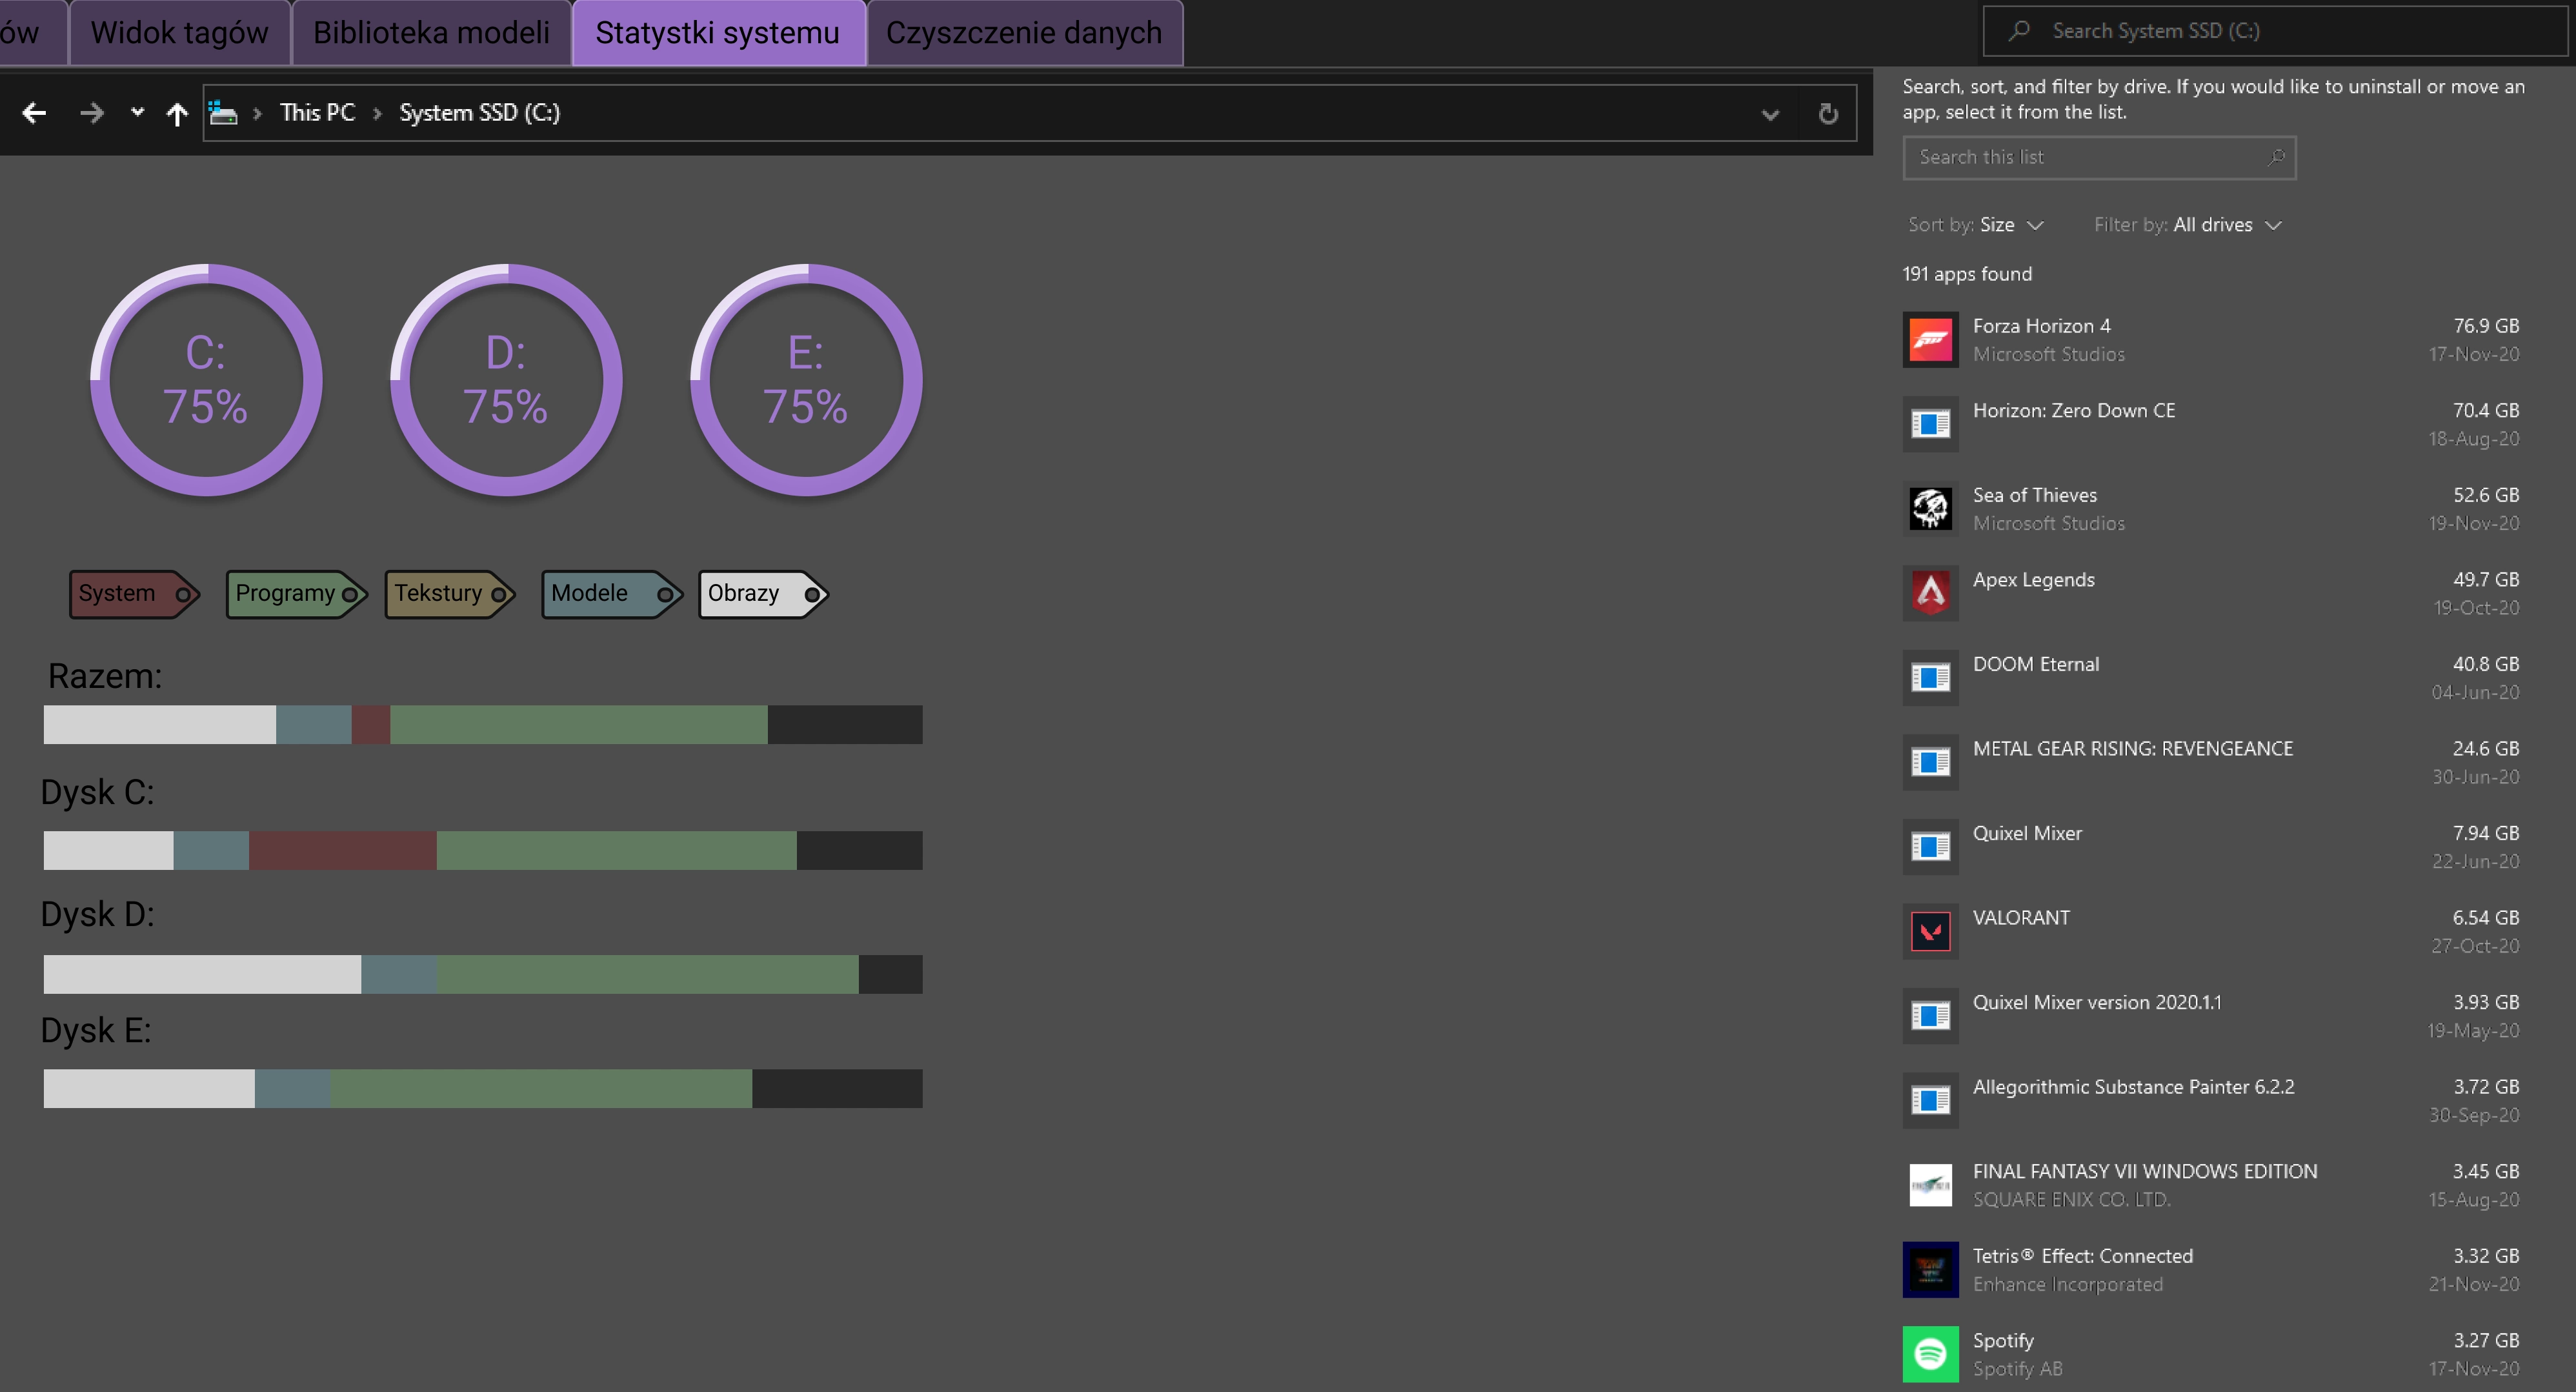 ów
Widok tagów
Biblioteka modeli
Statystki systemu
Czyszczenie danych
Search System SSD (C:)
This PC
System SSD (C:)
C:
75%
D:
75%
E:
75%
System
Programy
Tekstury
Modele
Obrazy
Razem:
Dysk C:
Dysk D:
Dysk E:
Search, sort, and filter by drive. If you would like to uninstall or move an
app, select it from the list.
Search this list
Sort by: Size
Filter by: All drives
191 apps found
Forza Horizon 4 76.9 GB
Microsoft Studios 17-Nov-20
Horizon: Zero Down CE 70.4 GB
18-Aug-20
Sea of Thieves 52.6 GB
Microsoft Studios 19-Nov-20
Apex Legends 49.7 GB
19-Oct-20
DOOM Eternal 40.8 GB
04-Jun-20
METAL GEAR RISING: REVENGEANCE 24.6 GB
30-Jun-20
Quixel Mixer 7.94 GB
22-Jun-20
VALORANT 6.54 GB
27-Oct-20
Quixel Mixer version 2020.1.1 3.93 GB
19-May-20
Allegorithmic Substance Painter 6.2.2 3.72 GB
30-Sep-20
FINAL FANTASY VII WINDOWS EDITION 3.45 GB
SQUARE ENIX CO. LTD. 15-Aug-20
Tetris® Effect: Connected 3.32 GB
Enhance Incorporated 21-Nov-20
Spotify 3.27 GB
Spotify AB 17-Nov-20